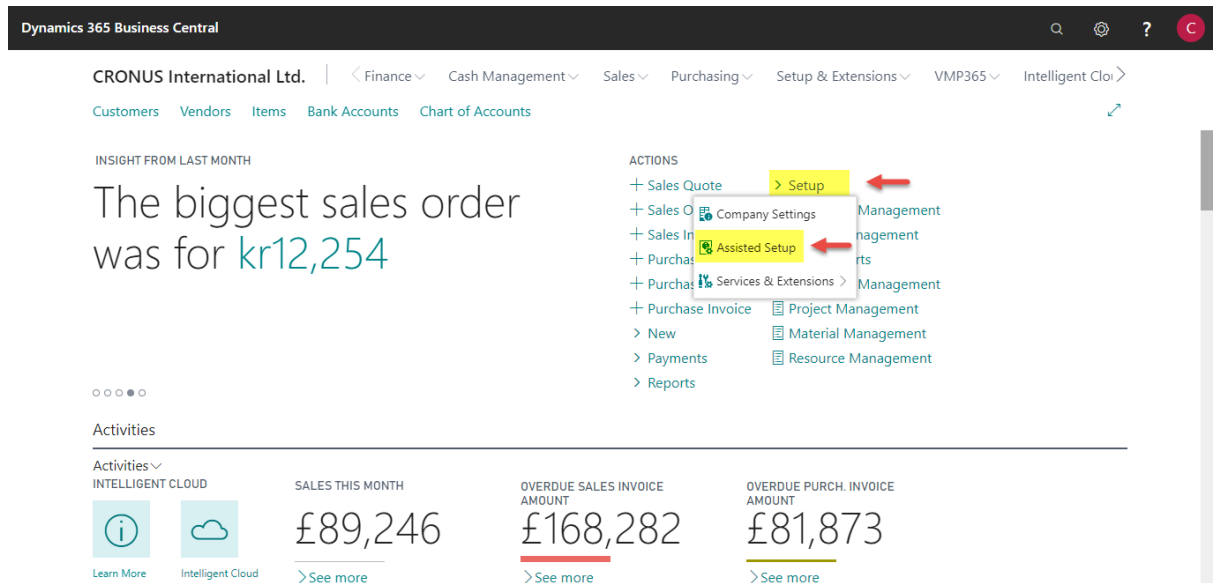 Dynamics 365 Business Central
?
C
CRONUS International Ltd.
Finance
Cash Management
Sales
Purchasing
Setup & Extensions
VMP365
Intelligent Clo
Customers
Vendors
Items
Bank Accounts
Chart of Accounts
INSIGHT FROM LAST MONTH
The biggest sales order
was for kr12,254
ACTIONS
+ Sales Quote
+ Sales O
+ Sales In
+ Purchas
+ Purchas
+ Purchase Invoice
> New
> Payments
> Reports
> Setup
Management
nagement
rts
Management
Project Management
Material Management
Resource Management
Company Settings
Assisted Setup
Services & Extensions >
Activities
Activities
INTELLIGENT CLOUD
Learn More
Intelligent Cloud
SALES THIS MONTH
£89,246
> See more
OVERDUE SALES INVOICE
AMOUNT
£168,282
> See more
OVERDUE PURCH. INVOICE
AMOUNT
£81,873
> See more